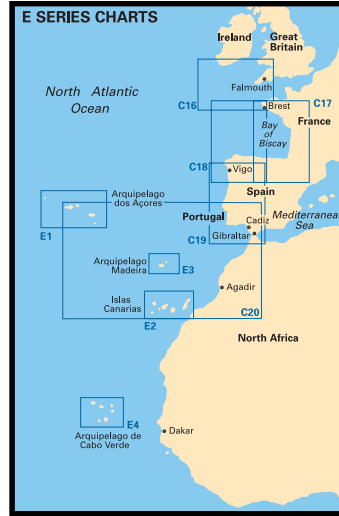 E SERIES CHARTS
Ireland
Great
Britain
North Atlantic
Ocean
C16
Falmouth
Brest
C17
France
Bay
of
Biscay
C18
Vigo
Spain
Arquipelago
dos Açores
Portugal
Cadiz
Mediterranean
Sea
E1
C19
Gibraltar
Arquipelago
Madeira
E3
Islas
Canarias
Agadir
E2
C20
North Africa
E4
Arquipelago de
Cabo Verde
Dakar